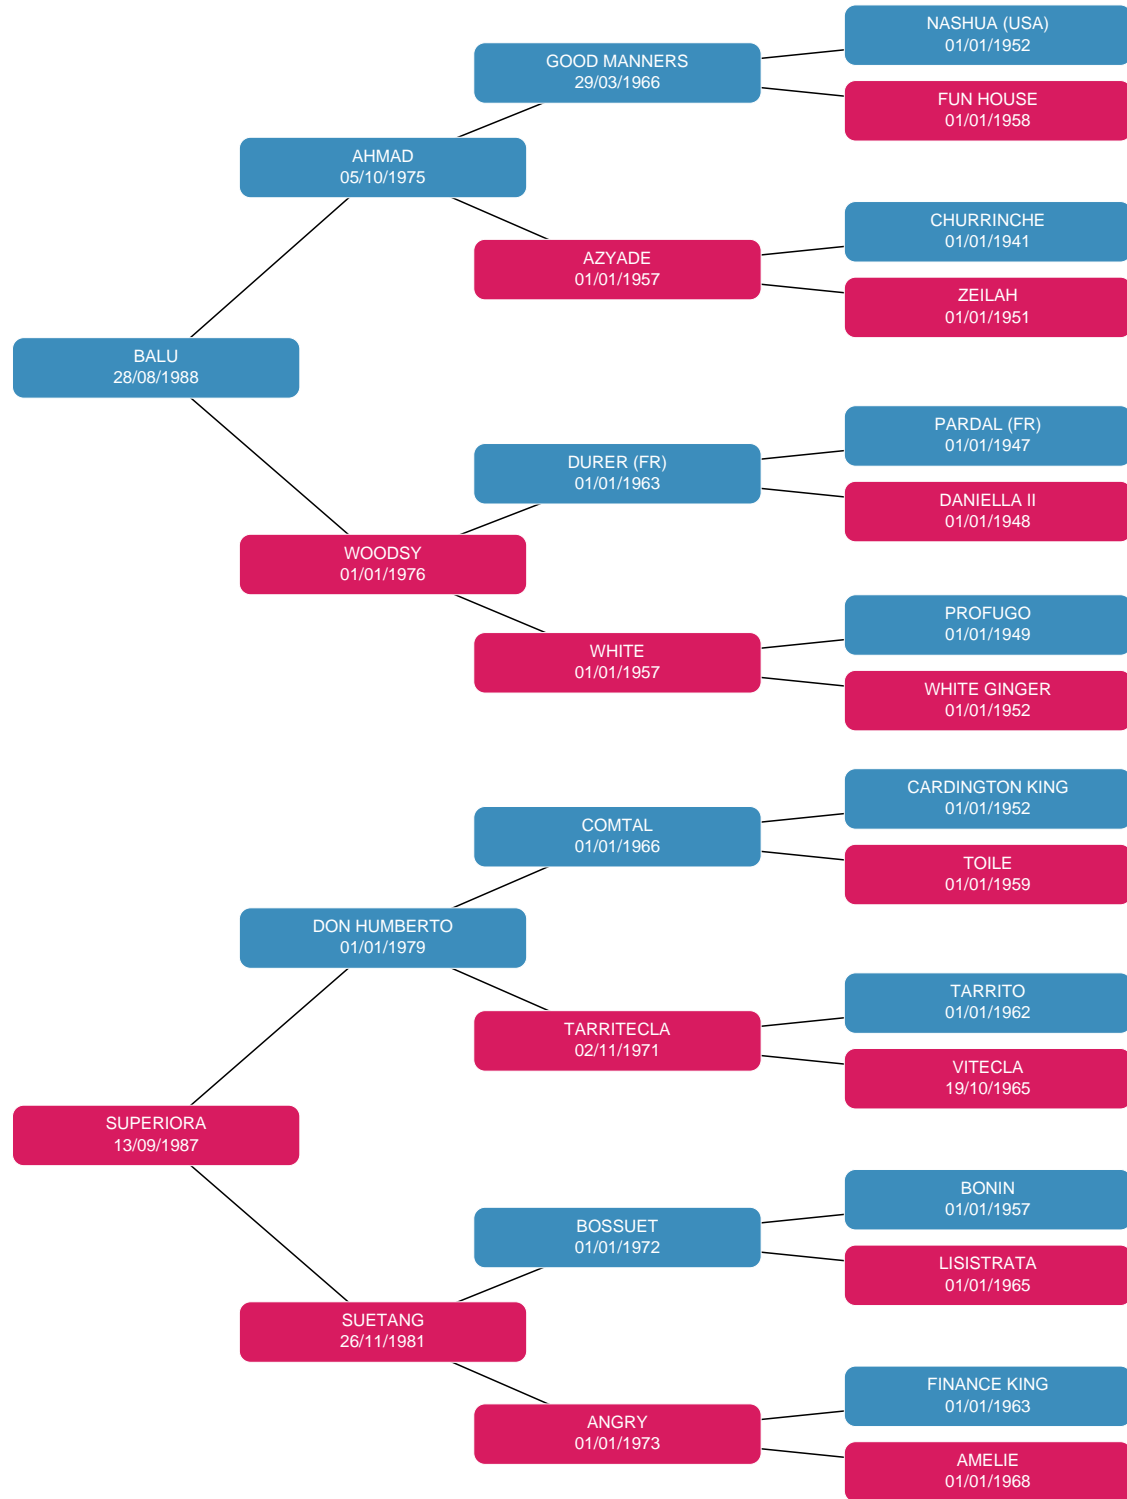 NASHUA (USA)
01/01/1952
GOOD MANNERS
29/03/1966
FUN HOUSE
01/01/1958
AHMAD
05/10/1975
CHURRINCHE
01/01/1941
AZYADE
01/01/1957
ZEILAH
01/01/1951
BALU
28/08/1988
PARDAL (FR)
01/01/1947
DURER (FR)
01/01/1963
DANIELLA II
01/01/1948
WOODSY
01/01/1976
PROFUGO
01/01/1949
WHITE
01/01/1957
WHITE GINGER
01/01/1952
CARDINGTON KING
01/01/1952
COMTAL
01/01/1966
TOILE
01/01/1959
DON HUMBERTO
01/01/1979
TARRITO
01/01/1962
TARRITECLA
02/11/1971
VITECLA
19/10/1965
SUPERIORA
13/09/1987
BONIN
01/01/1957
BOSSUET
01/01/1972
LISISTRATA
01/01/1965
SUETANG
26/11/1981
FINANCE KING
01/01/1963
ANGRY
01/01/1973
AMELIE
01/01/1968